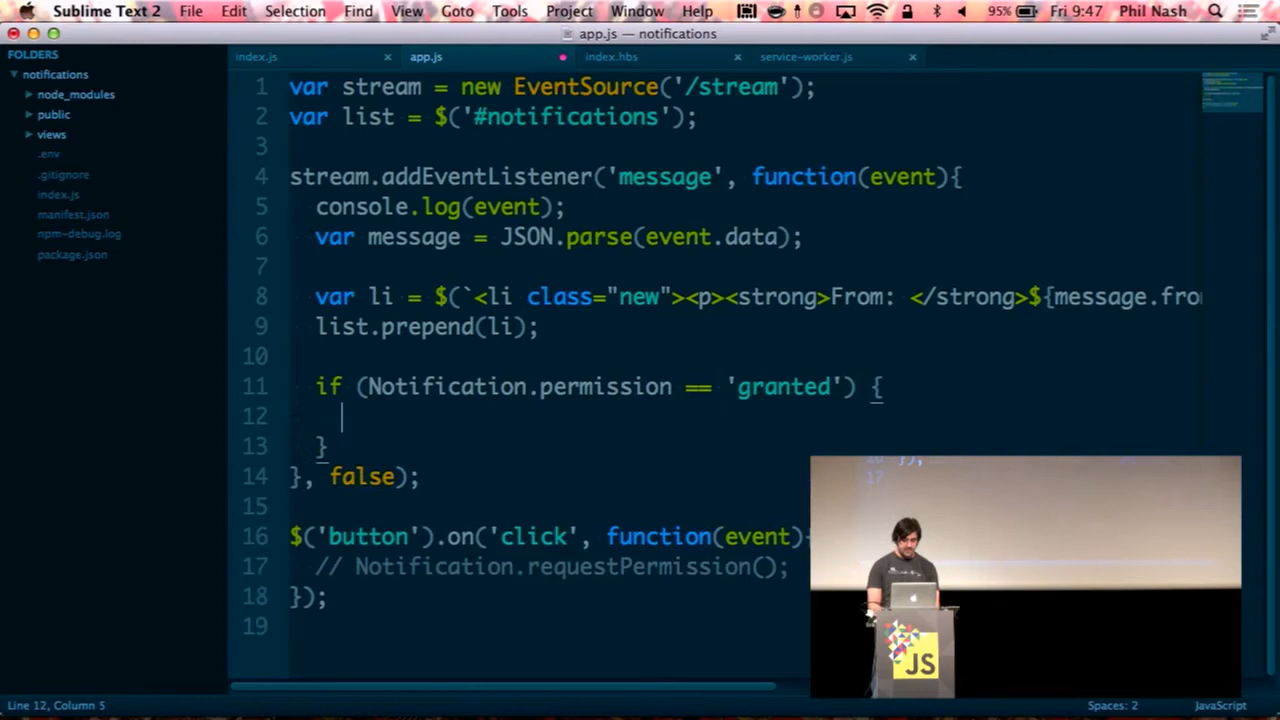 Sublime Text 2 File Edit Selection Find View Goto Tools Project Window Help 95% Fri 9:47 Phil Nash
app.js — notifications
FOLDERS
notifications
node_modules
public
views
.env
.gitignore
index.js
manifest.json
npm-debug.log
package.json
index.js × app.js index.hbs × service-worker.js ×
1 var stream = new EventSource('/stream');
2 var list = $('#notifications');
3
4 stream.addEventListener('message', function(event){
5 console.log(event);
6 var message = JSON.parse(event.data);
7
8 var li = $(`<li class="new"><p><strong>From: </strong>${message.fro
9 list.prepend(li);
10
11 if (Notification.permission == 'granted') {
12
13 }
14 }, false);
15
16 $('button').on('click', function(event){
17 // Notification.requestPermission();
18 });
19
});
17
JS
Line 12, Column 5 Spaces: 2 JavaScript